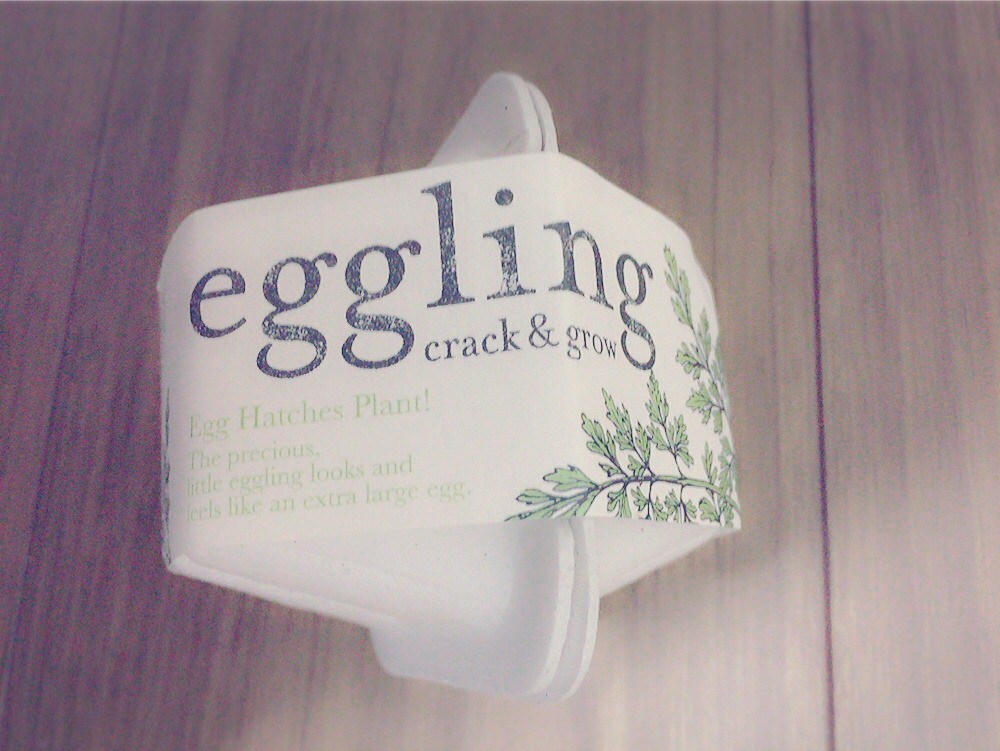 eggling
crack & grow
Egg Hatches Plant!
The precious,
little eggling looks and
feels like an extra large egg.